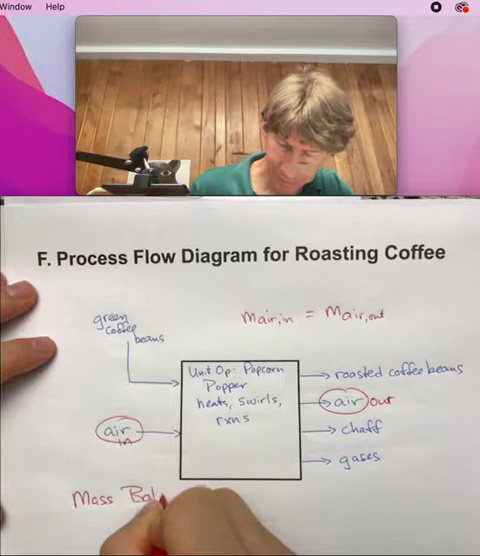 Window Help
F. Process Flow Diagram for Roasting Coffee
green
coffee
beans
Mair,in = Mair,out
Unit Op: Popcorn
Popper
heats, swirls,
rxns
roasted coffee beans
air out
chaff
gases
air
in
Mass Bal